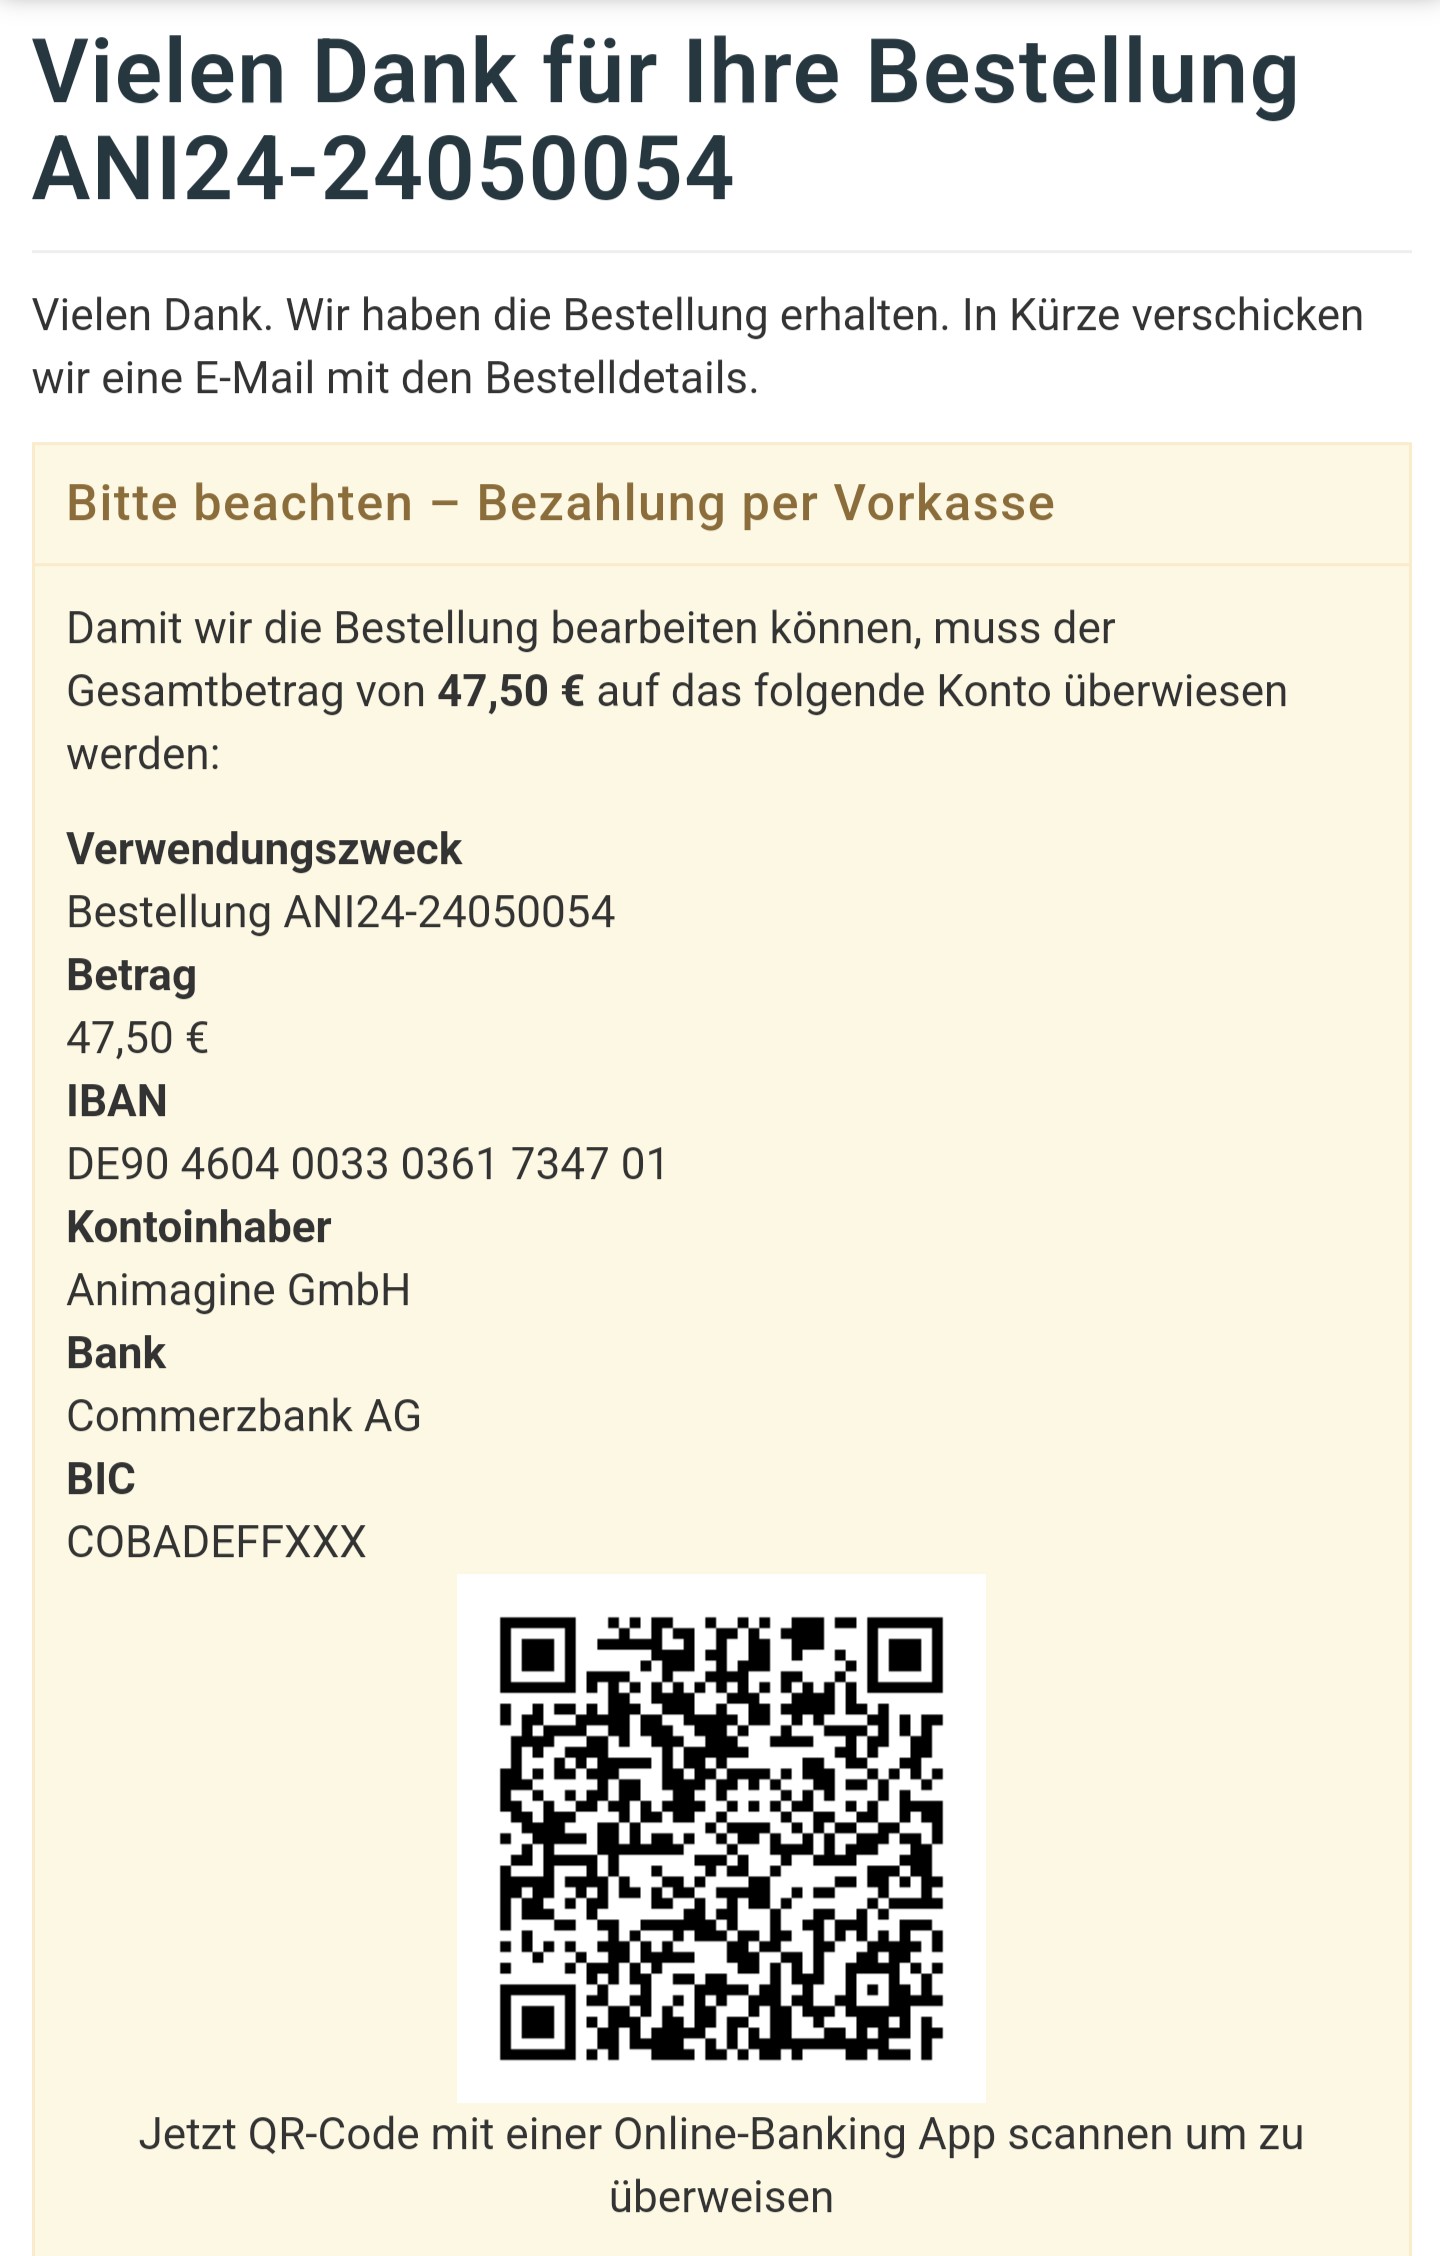 Vielen Dank für Ihre Bestellung
ANI24-24050054
Vielen Dank. Wir haben die Bestellung erhalten. In Kürze verschicken
wir eine E-Mail mit den Bestelldetails.
Bitte beachten – Bezahlung per Vorkasse
Damit wir die Bestellung bearbeiten können, muss der
Gesamtbetrag von 47,50 € auf das folgende Konto überwiesen
werden:
Verwendungszweck
Bestellung ANI24-24050054
Betrag
47,50 €
IBAN
DE90 4604 0033 0361 7347 01
Kontoinhaber
Animagine GmbH
Bank
Commerzbank AG
BIC
COBADEFFXXX
Jetzt QR-Code mit einer Online-Banking App scannen um zu
überweisen